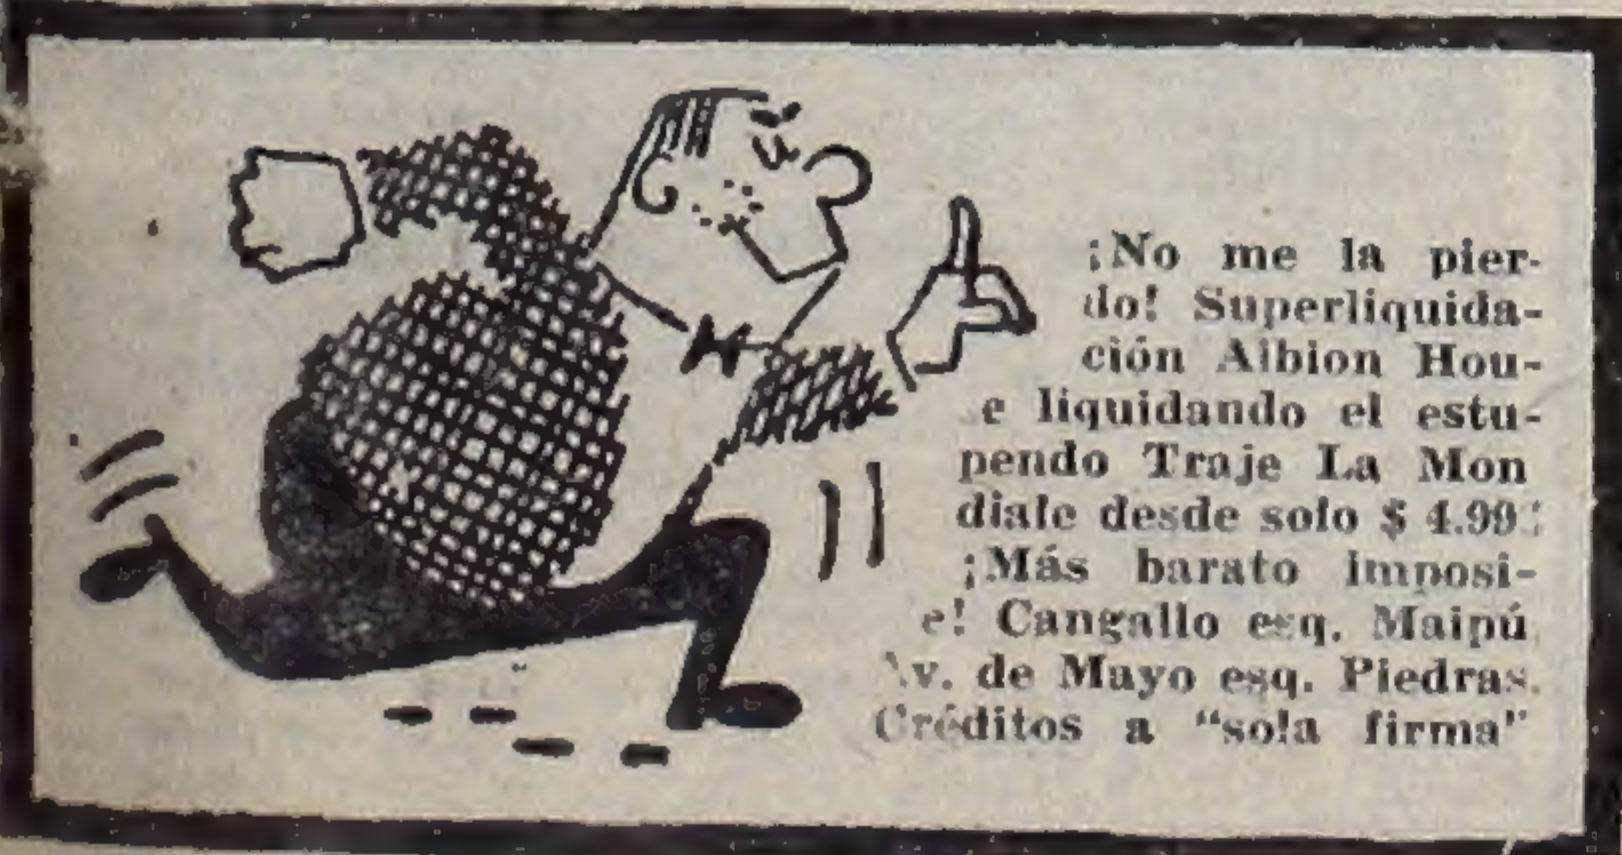 ¡No me la pier-
do! Superliquida-
ción Albion Hou-
e liquidando el estu-
pendo Traje La Mon
diale desde solo $ 4.99
¡Más barato imposi-
e! Cangallo esq. Maipú
Av. de Mayo esq. Piedras.
Créditos a “sola firma”